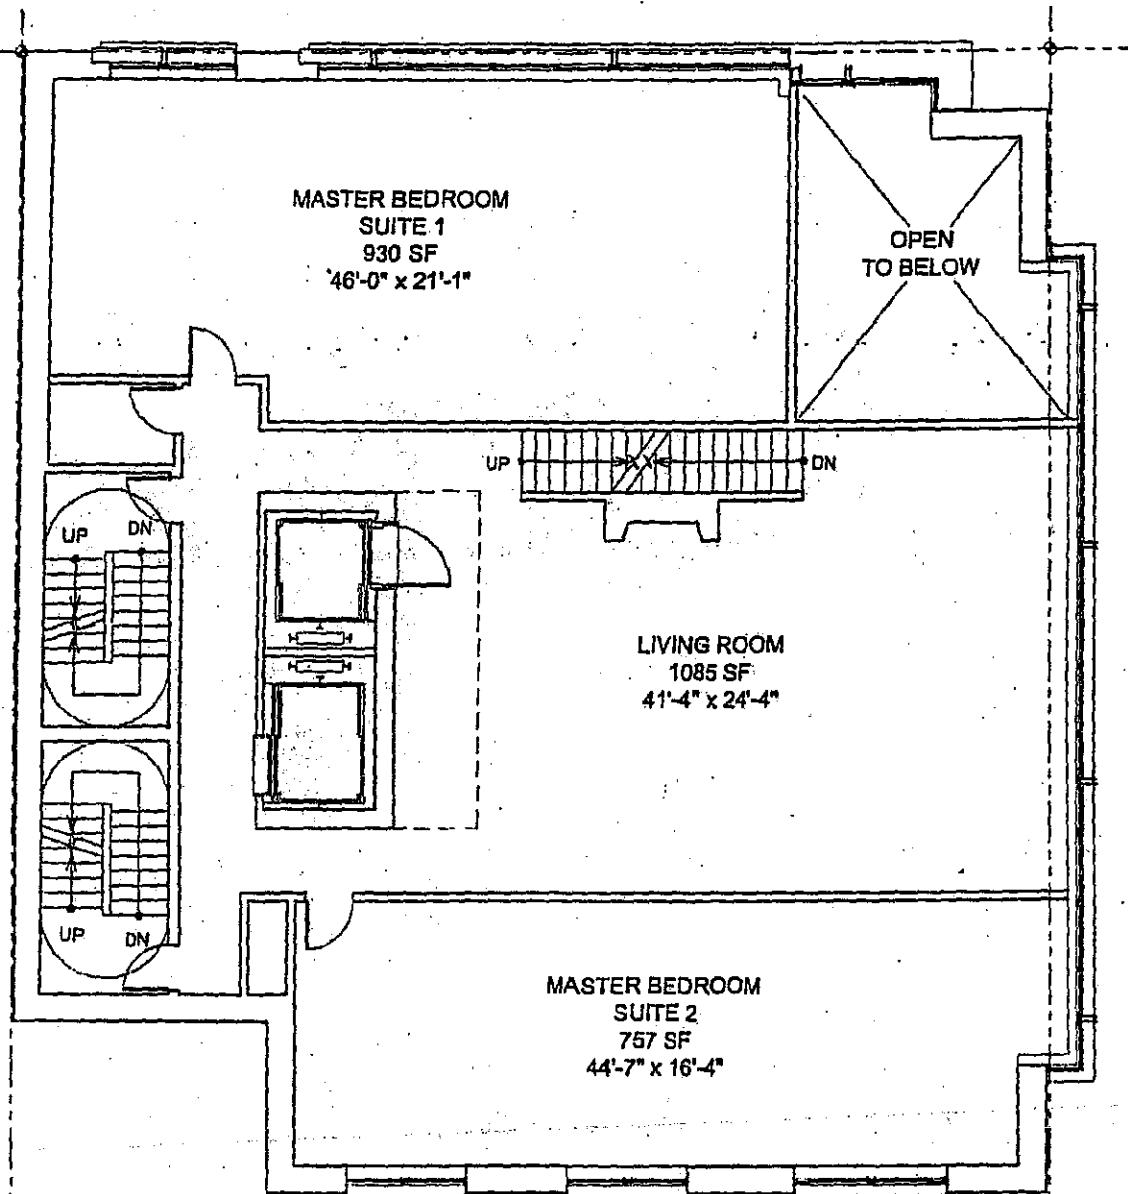 MASTER BEDROOM
SUITE 1
930 SF
46'-0" x 21'-1"
OPEN
TO BELOW
UP
DN
UP
DN
LIVING ROOM
1085 SF
41'-4" x 24'-4"
UP
DN
MASTER BEDROOM
SUITE 2
757 SF
44'-7" x 16'-4"